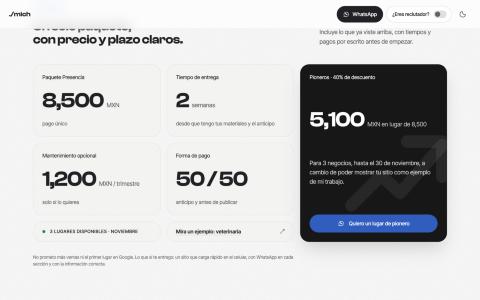 ./mich
WhatsApp
¿Eres reclutador?
con precio y plazo claros.
Incluye lo que ya viste arriba, con tiempos y
pagos por escrito antes de empezar.
Paquete Presencia
8,500 MXN
pago único
Tiempo de entrega
2 semanas
desde que tengo tus materiales y el anticipo
Pioneros · 40% de descuento
5,100 MXN en lugar de 8,500
Para 3 negocios, hasta el 30 de noviembre, a
cambio de poder mostrar tu sitio como ejemplo
de mi trabajo.
Quiero un lugar de pionero
Mantenimiento opcional
1,200 MXN / trimestre
solo si lo quieres
Forma de pago
50 / 50
anticipo y antes de publicar
3 LUGARES DISPONIBLES · NOVIEMBRE
Mira un ejemplo: veterinaria
No prometo más ventas ni el primer lugar en Google. Lo que sí te entrego: un sitio que carga rápido en el celular, con WhatsApp en cada
sección y con la información correcta.